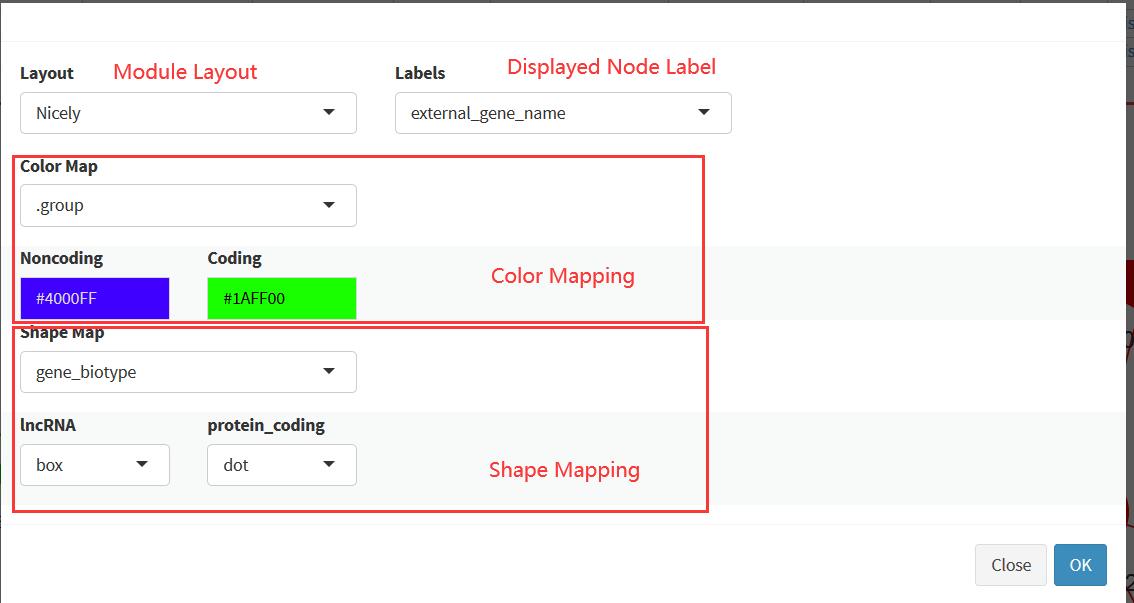 Layout Module Layout Labels Displayed Node Label
Nicely external_gene_name
Color Map
.group
Noncoding Coding
Color Mapping
#4000FF #1AFF00
Shape Map
gene_biotype
lncRNA protein_coding
box dot Shape Mapping
Close OK